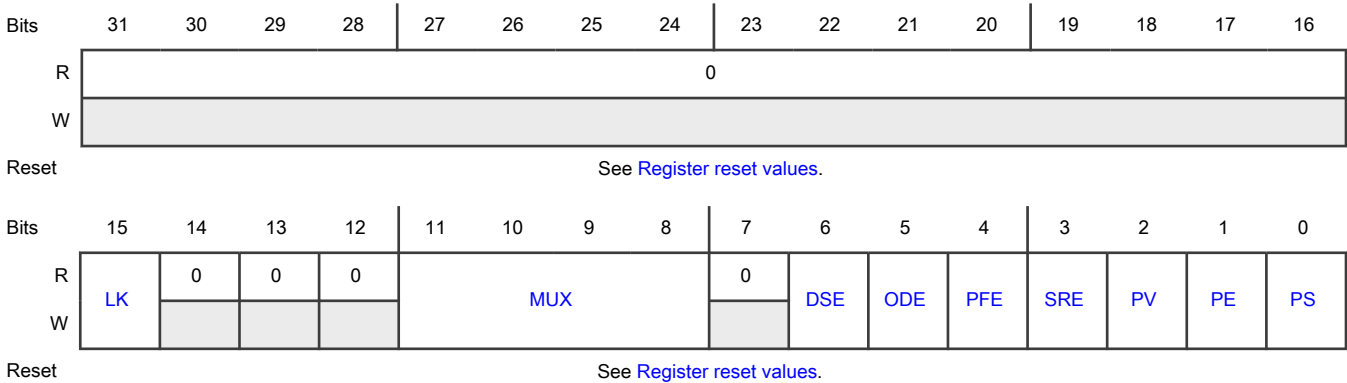 Bits 31 30 29 28 27 26 25 24 23 22 21 20 19 18 17 16
R 0
W
Reset See Register reset values.
Bits 15 14 13 12 11 10 9 8 7 6 5 4 3 2 1 0
R 0 0 0 0
LK MUX DSE ODE PFE SRE PV PE PS
W
Reset See Register reset values.